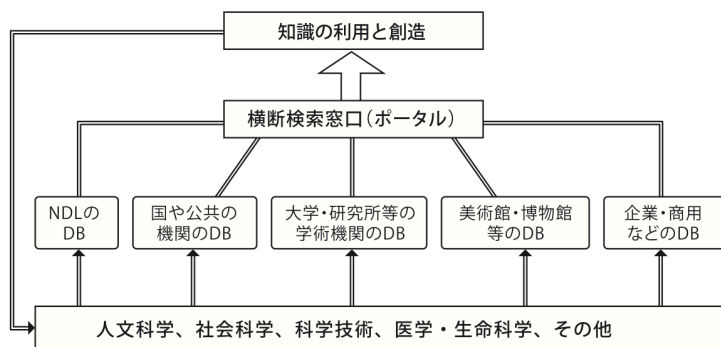 知識の利用と創造
横断検索窓口(ポータル)
NDLの
DB
国や公共の
機関のDB
大学・研究所等の
学術機関のDB
美術館・博物館
等のDB
企業・商用
などのDB
人文科学、社会科学、科学技術、医学・生命科学、その他